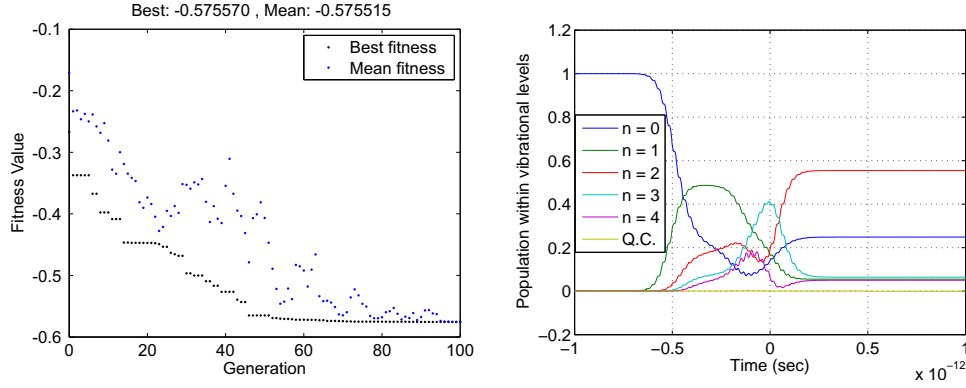 Best: -0.575570 , Mean: -0.575515
-0.1
-0.2
-0.3
-0.4
-0.5
-0.6
Fitness Value
0
20
40
60
80
100
Generation
Best fitness
Mean fitness
1.2
1
0.8
0.6
0.4
0.2
0
−0.2
Population within vibrational levels
−1
−0.5
0
0.5
1
Time (sec)
x 10^-12
n = 0
n = 1
n = 2
n = 3
n = 4
Q.C.